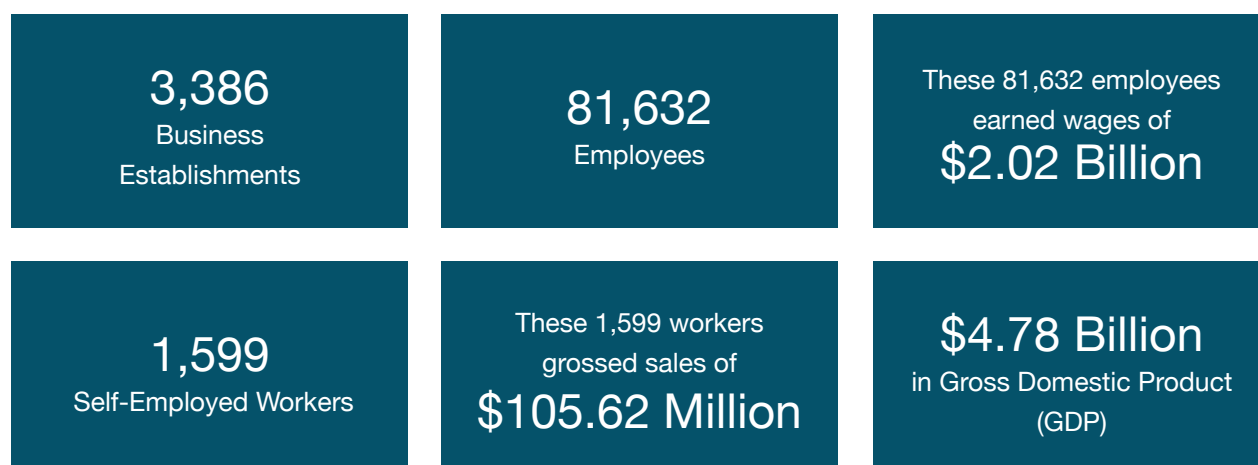 3,386
Business
Establishments
81,632
Employees
These 81,632 employees
earned wages of
$2.02 Billion
1,599
Self-Employed Workers
These 1,599 workers
grossed sales of
$105.62 Million
$4.78 Billion
in Gross Domestic Product
(GDP)